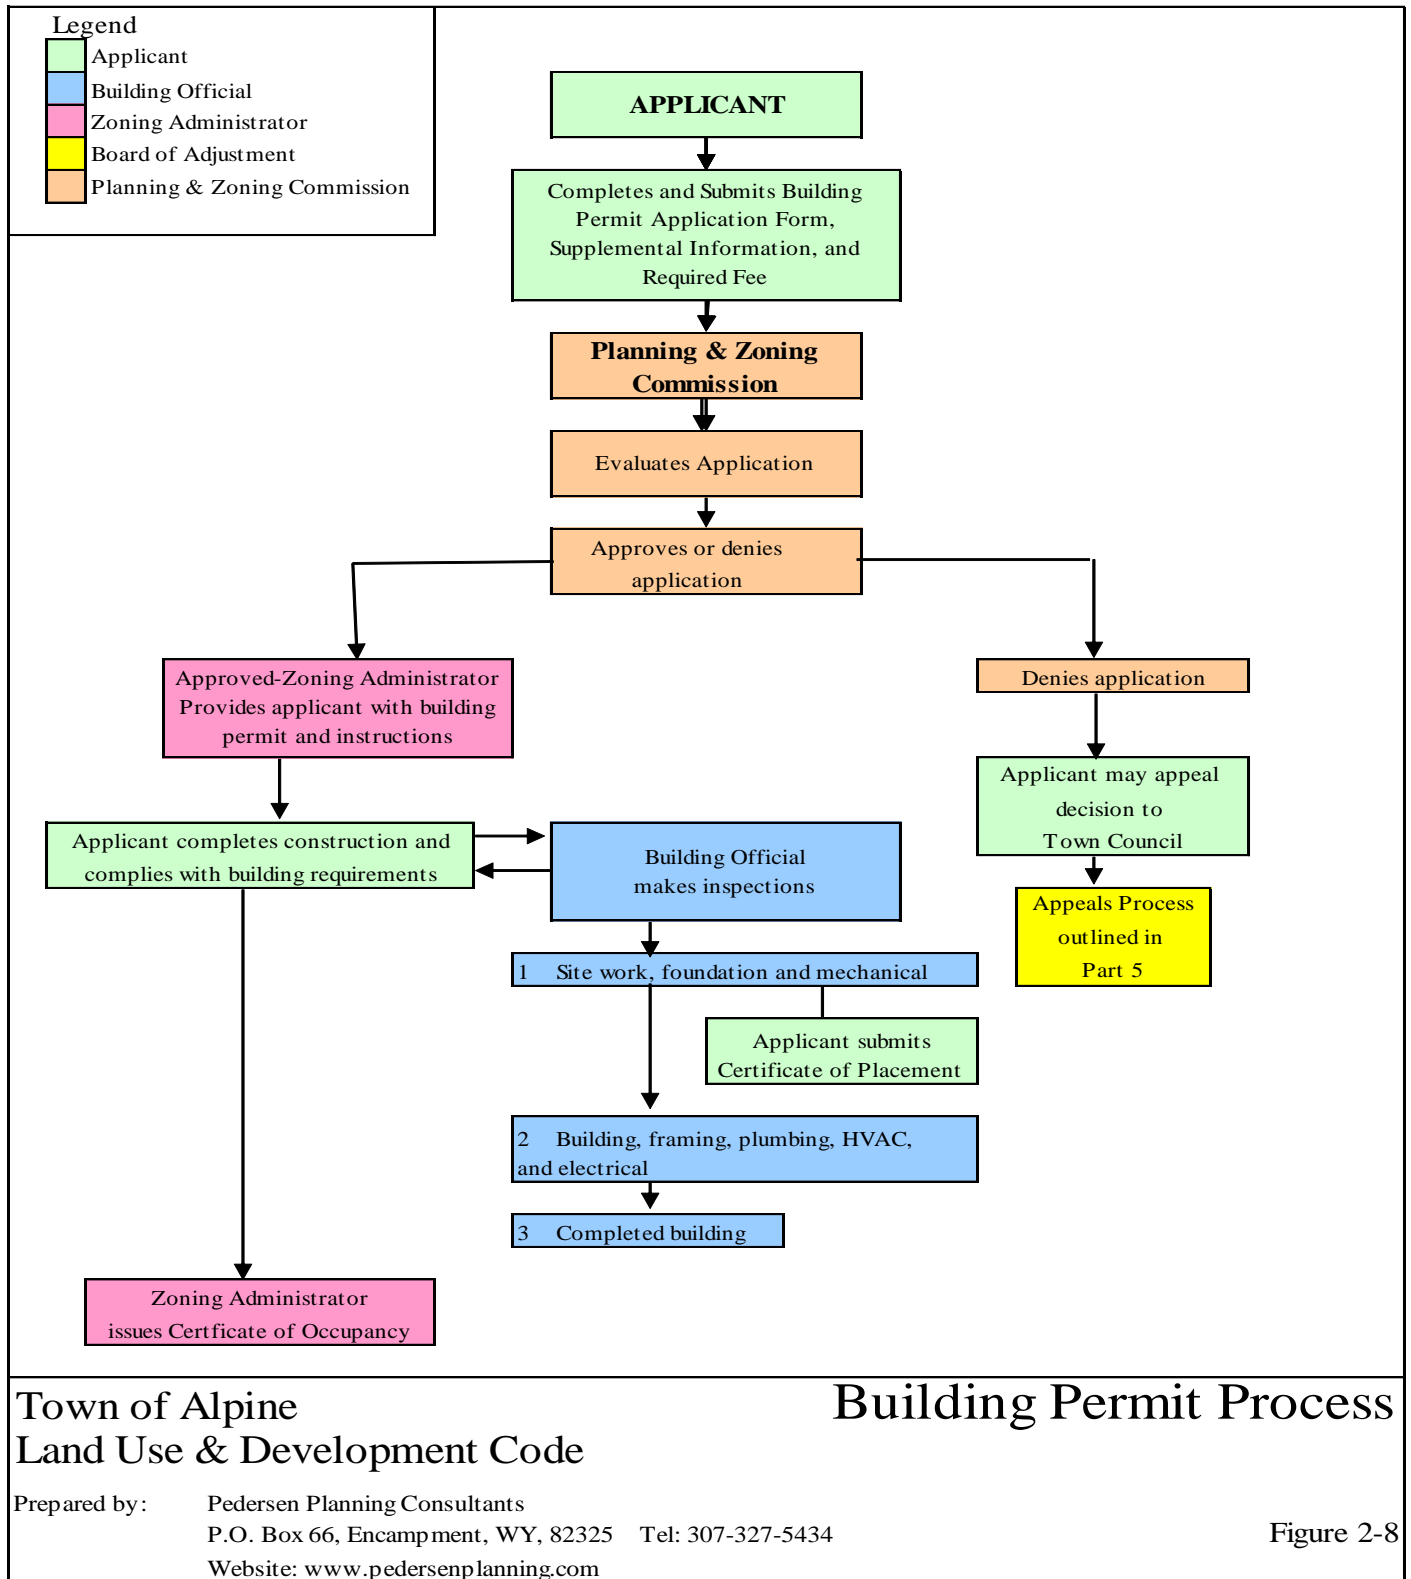 Legend
Applicant
Building Official
Zoning Administrator
Board of Adjustment
Planning & Zoning Commission
APPLICANT
Completes and Submits Building
Permit Application Form,
Supplemental Information, and
Required Fee
Planning & Zoning
Commission
Evaluates Application
Approves or denies
application
Approved-Zoning Administrator
Provides applicant with building
permit and instructions
Denies application
Applicant may appeal
decision to
Town Council
Applicant completes construction and
complies with building requirements
Building Official
makes inspections
Appeals Process
outlined in
Part 5
1 Site work, foundation and mechanical
Applicant submits
Certificate of Placement
2 Building, framing, plumbing, HVAC,
and electrical
3 Completed building
Zoning Administrator
issues Certficate of Occupancy
Town of Alpine
Land Use & Development Code
Building Permit Process
Prepared by: Pedersen Planning Consultants
P.O. Box 66, Encampment, WY, 82325 Tel: 307-327-5434
Website: www.pedersenplanning.com
Figure 2-8